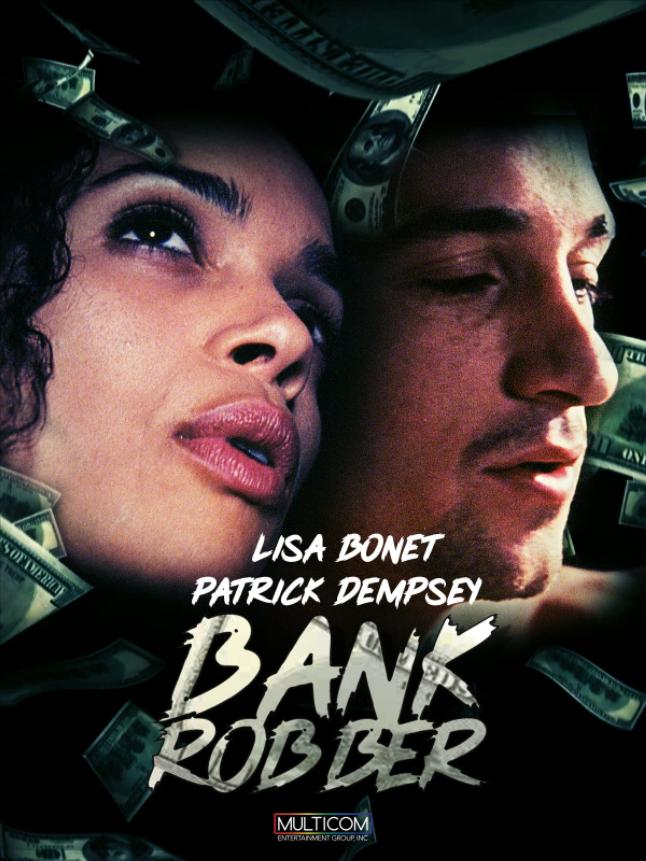 LISA BONET
PATRICK DEMPSEY
BANK
ROBBER
MULTICOM
ENTERTAINMENT GROUP, INC